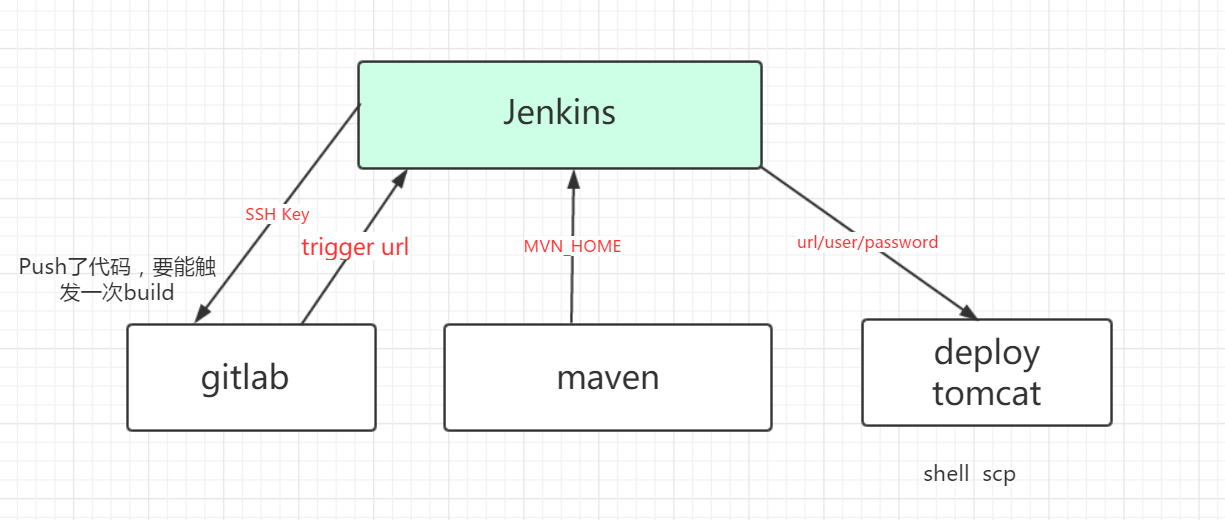 Jenkins
SSH Key
trigger url
MVN_HOME
url/user/password
Push了代码，要能触
发一次build
gitlab
maven
deploy
tomcat
shell scp